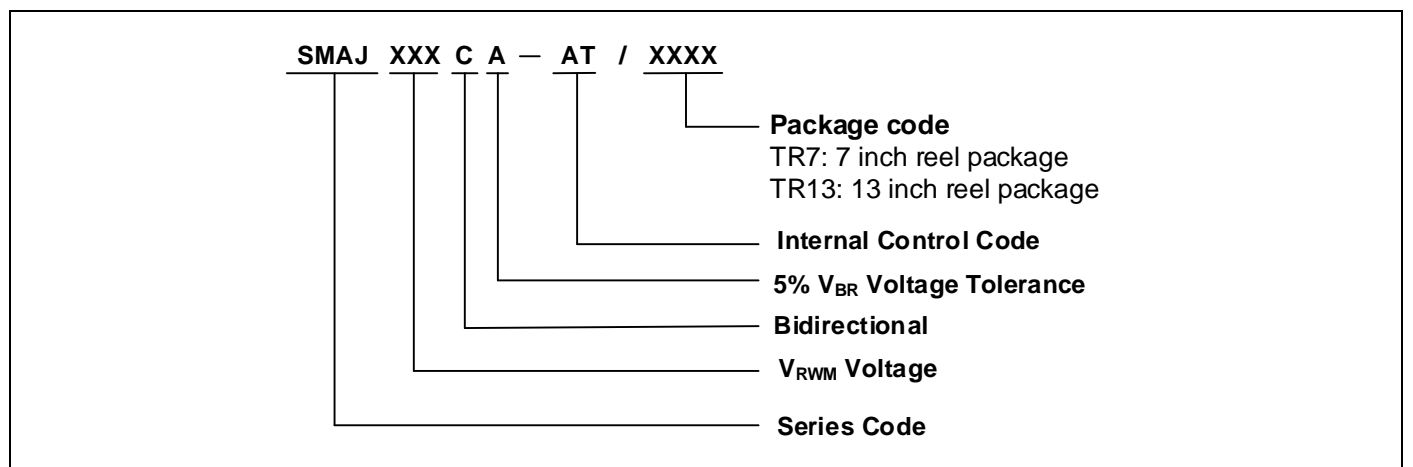 SMAJ XXX C A — AT / XXXX
Package code
TR7: 7 inch reel package
TR13: 13 inch reel package
Internal Control Code
5% VBR Voltage Tolerance
Bidirectional
VRWM Voltage
Series Code